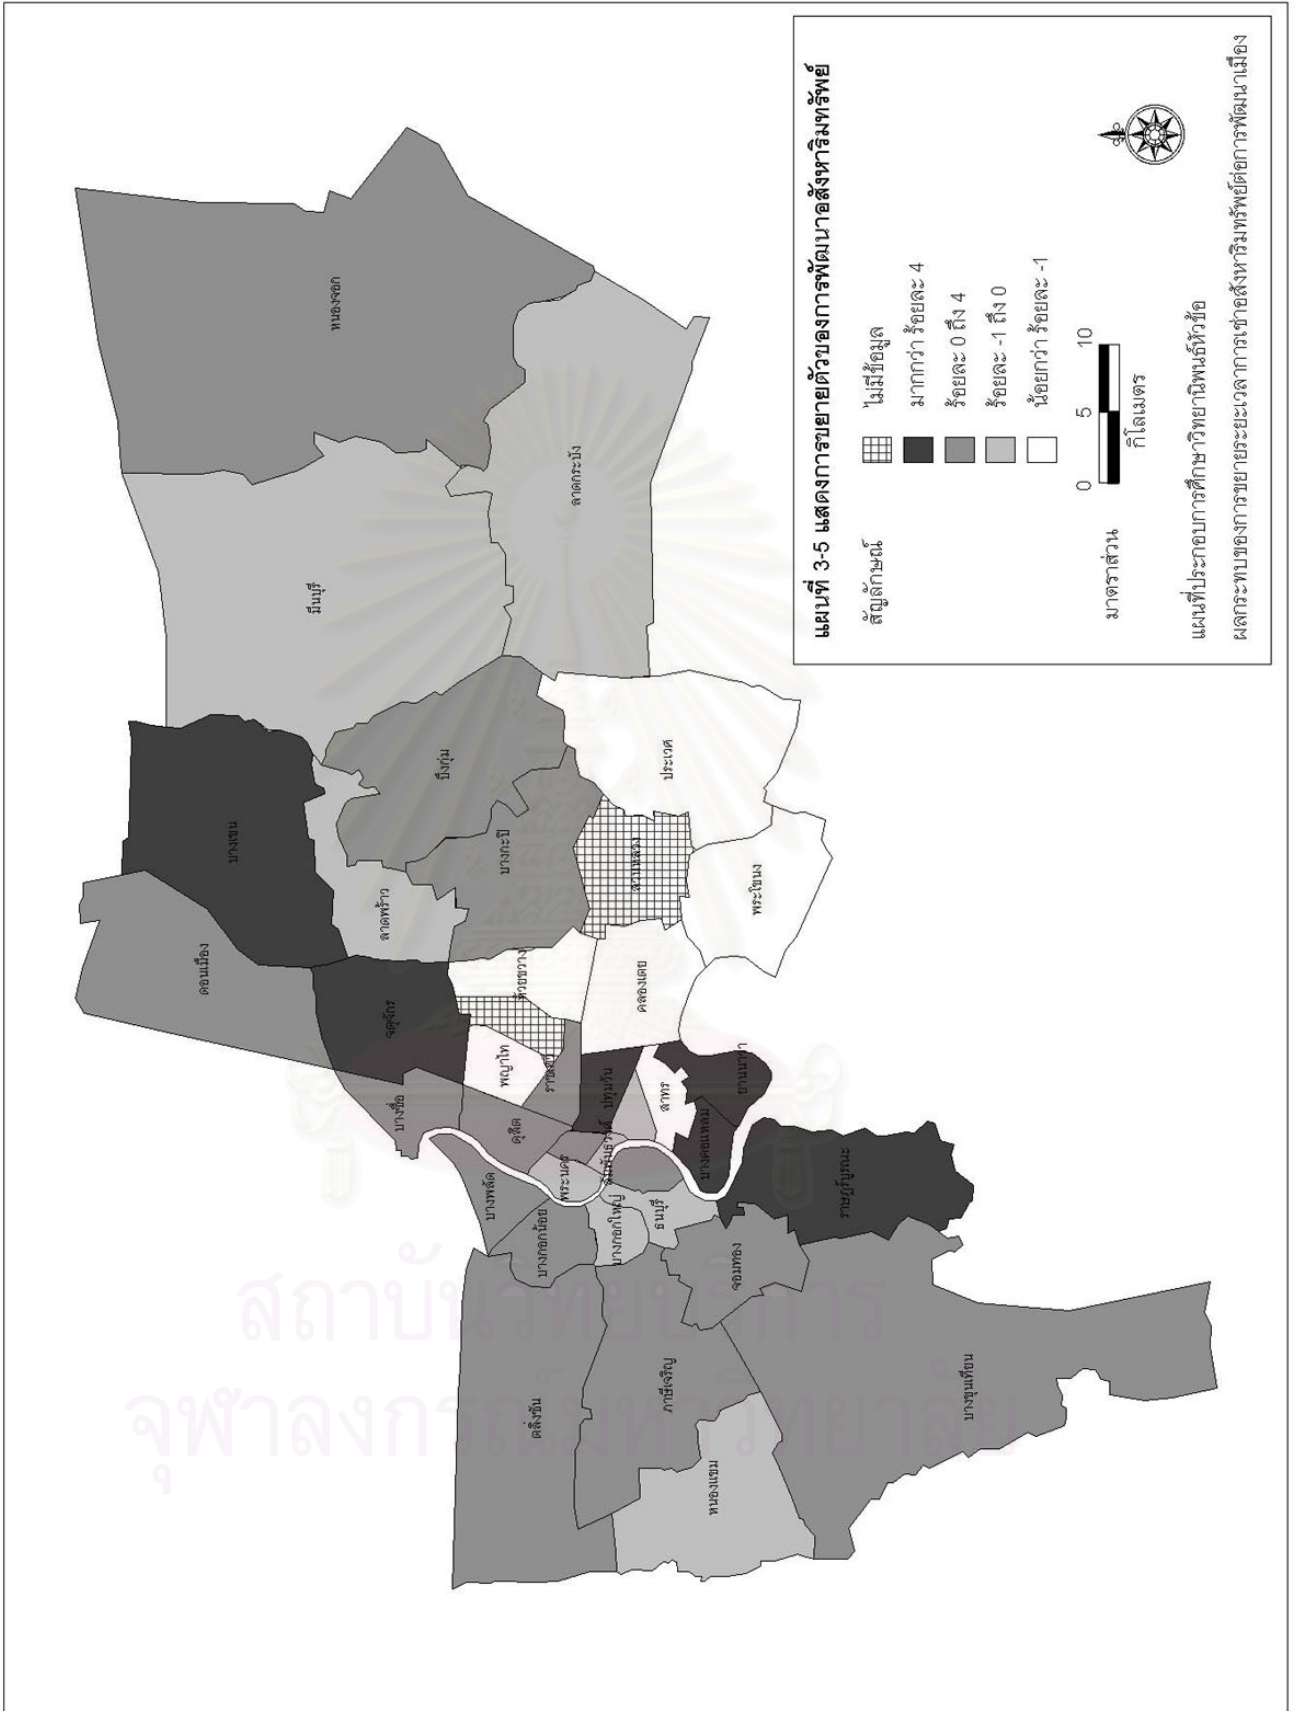 แผนที่ 3-5 แสดงการขยายตัวของการพัฒนาอสังหาริมทรัพย์
สัญลักษณ์
ไม่มีข้อมูล
มากกว่า ร้อยละ 4
ร้อยละ 0 ถึง 4
ร้อยละ -1 ถึง 0
น้อยกว่า ร้อยละ -1
มาตราส่วน
0 5 10
กิโลเมตร
แผนที่ประกอบการศึกษาวิทยานิพนธ์หัวข้อ
ผลกระทบของการขยายระยะเวลาการเช่าอสังหาริมทรัพย์ต่อการพัฒนาเมือง
หนองจอก
มีนบุรี
ลาดกระบัง
บางเขน
บึงกุ่ม
ดอนเมือง
ลาดพร้าว
บางกะปิ
ประเวศ
สวนหลวง
พระโขนง
จตุจักร
ห้วยขวาง
คลองเตย
พญาไท
บางซื่อ
ดุสิต
ปทุมวัน
สาทร
ยานนาวา
บางคอแหลม
พระนคร
สัมพันธวงศ์
บางพลัด
บางกอกน้อย
บางกอกใหญ่
ธนบุรี
ราษฎร์บูรณะ
จอมทอง
ตลิ่งชัน
ภาษีเจริญ
หนองแขม
บางขุนเทียน
สถาบันวิทยบริการ
จุฬาลงกรณ์มหาวิทยาลัย